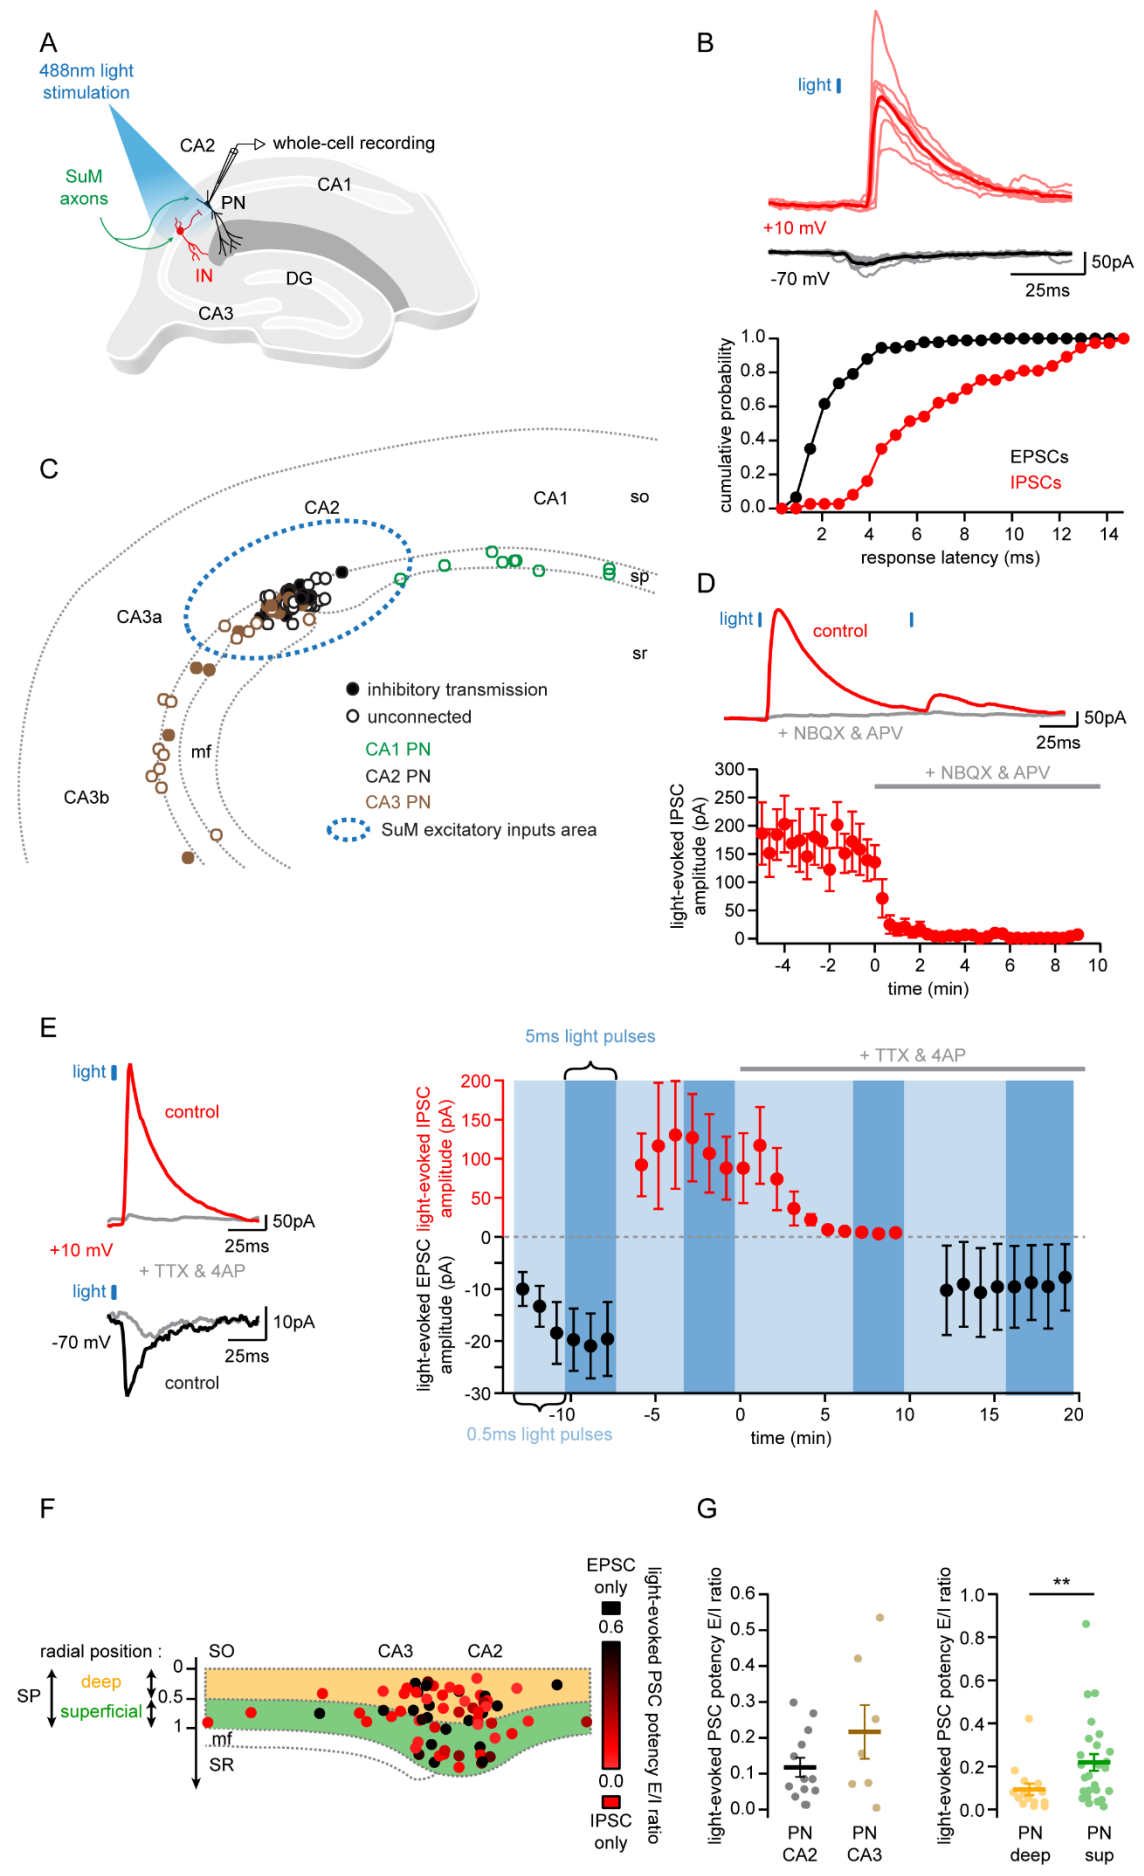 A
488nm light
stimulation
CA2
whole-cell recording
SuM
axons
PN
CA1
IN
DG
CA3
B
light
+10 mV
-70 mV
50pA
25ms
cumulative probability
1.0
0.8
0.6
0.4
0.2
0.0
EPSCs
IPSCs
2 4 6 8 10 12 14
response latency (ms)
C
CA2
CA1
so
sp
sr
CA3a
mf
CA3b
inhibitory transmission
unconnected
CA1 PN
CA2 PN
CA3 PN
SuM excitatory inputs area
D
light
control
+ NBQX & APV
50pA
25ms
+ NBQX & APV
light-evoked IPSC
amplitude (pA)
300
250
200
150
100
50
0
-4 -2 0 2 4 6 8 10
time (min)
E
light
control
50pA
25ms
+10 mV
+ TTX & 4AP
light
-70 mV
10pA
25ms
control
5ms light pulses
+ TTX & 4AP
light-evoked IPSC
amplitude (pA)
200
150
100
50
0
light-evoked EPSC
amplitude (pA)
-10
-20
-30
-10 -5 0 5 10 15 20
0.5ms light pulses
time (min)
F
radial position :
SP
deep
superficial
0
0.5
1
SO
CA3
CA2
mf
SR
EPSC
only
0.6
0.0
IPSC
only
light-evoked PSC potency E/I ratio
G
light-evoked PSC potency E/I ratio
0.6
0.5
0.4
0.3
0.2
0.1
0.0
PN
CA2
PN
CA3
light-evoked PSC potency E/I ratio
**
1.0
0.8
0.6
0.4
0.2
0.0
PN
deep
PN
sup